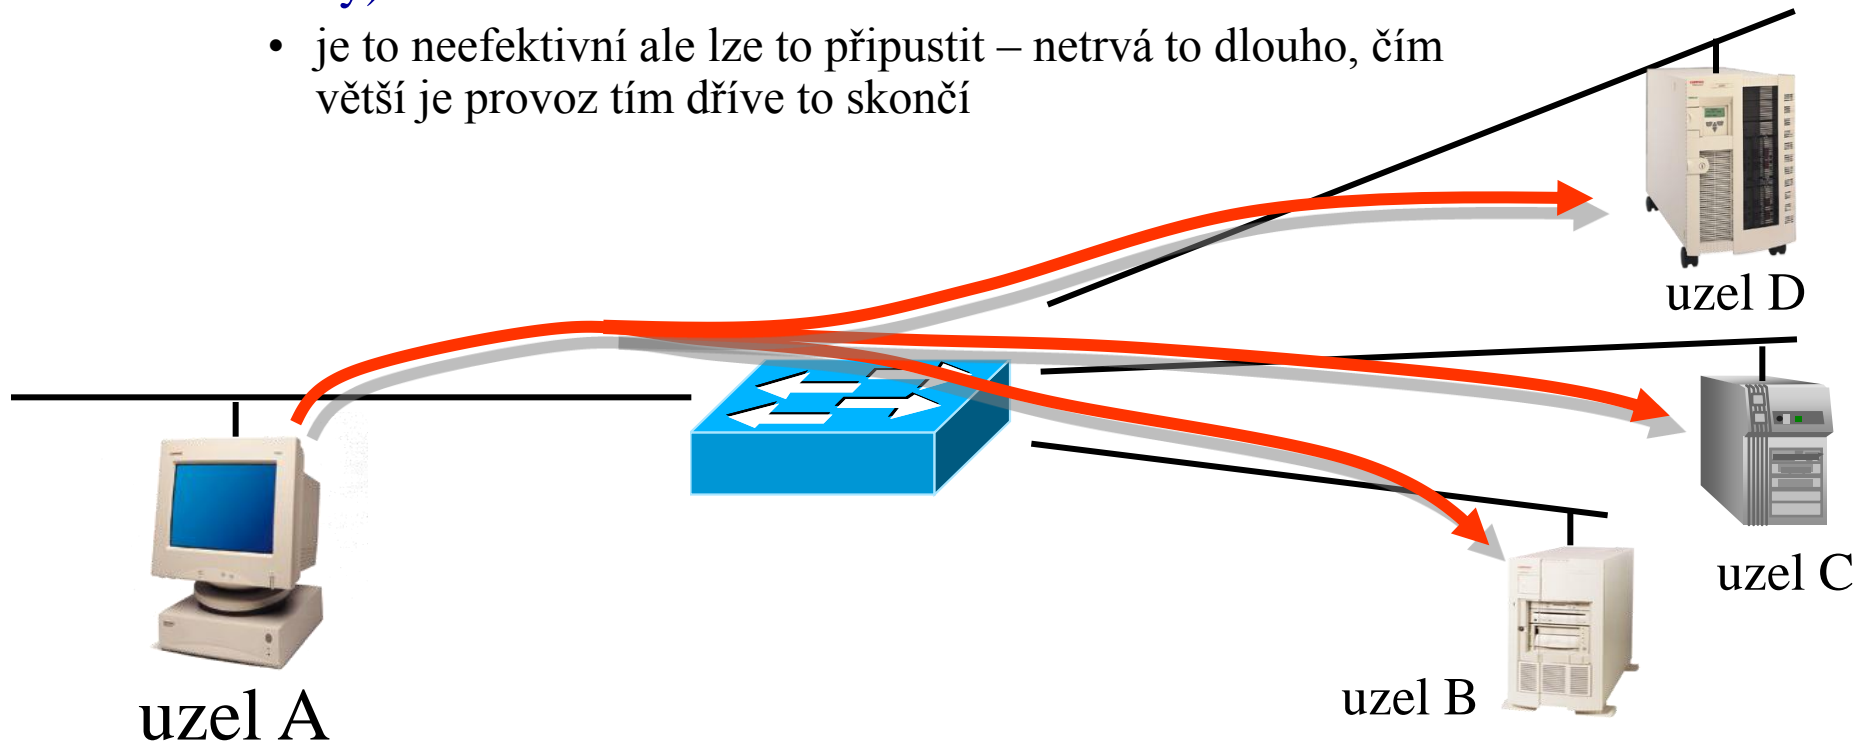 • je to neefektivní ale lze to připustit – netrvá to dlouho, čím
větší je provoz tím dříve to skončí
uzel D
uzel C
uzel B
uzel A